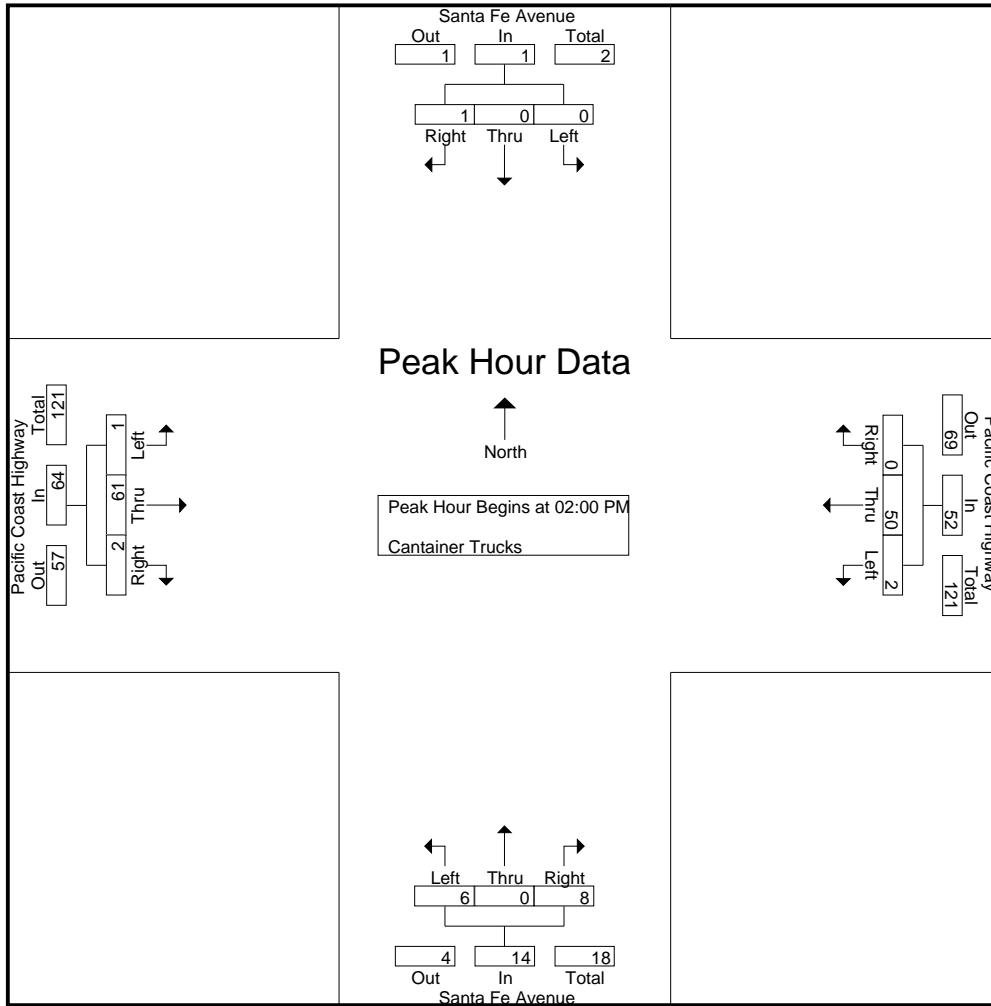 Santa Fe Avenue
Out In Total
1 1 2
1 0 0
Right Thru Left
Peak Hour Data
North
Peak Hour Begins at 02:00 PM
Cantainer Trucks
Pacific Coast Highway
Total In Out
121 64 57
1 61 2
Left Thru Right
Pacific Coast Highway
Out In Total
69 52 121
0 50 2
Right Thru Left
Left Thru Right
6 0 8
4 14 18
Out In Total
Santa Fe Avenue